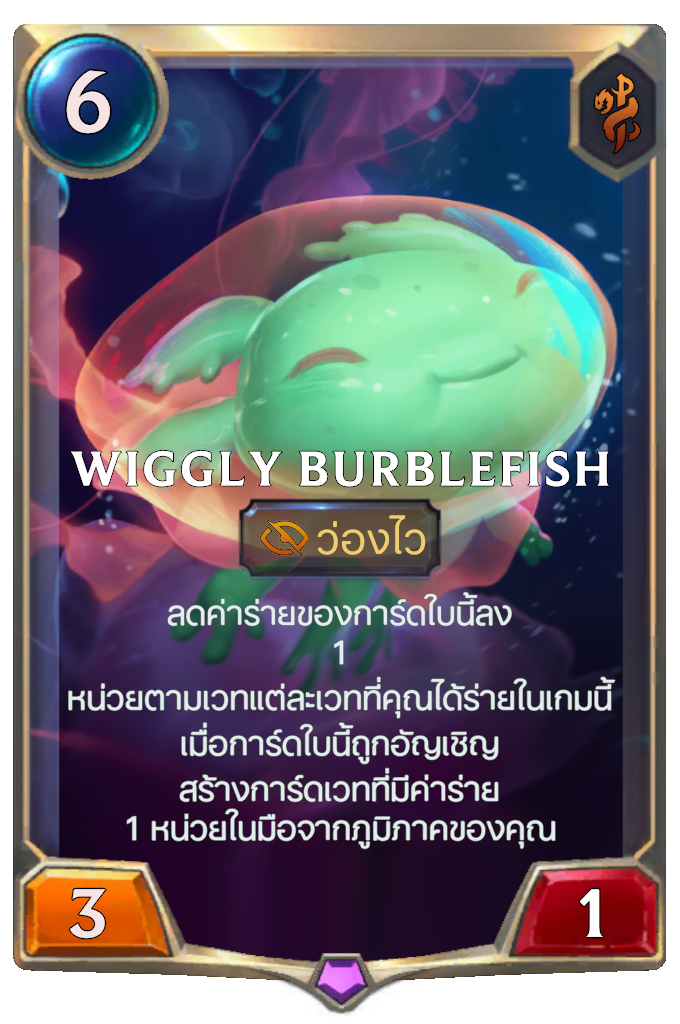 6
WIGGLY BURBLEFISH
ว่องไว
ลดค่าร่ายของการ์ดใบนี้ลง
1
หน่วยตามเวทแต่ละเวทที่คุณได้ร่ายในเกมนี้
เมื่อการ์ดใบนี้ถูกอัญเชิญ
สร้างการ์ดเวทที่มีค่าร่าย
1 หน่วยในมือจากภูมิภาคของคุณ
3 1